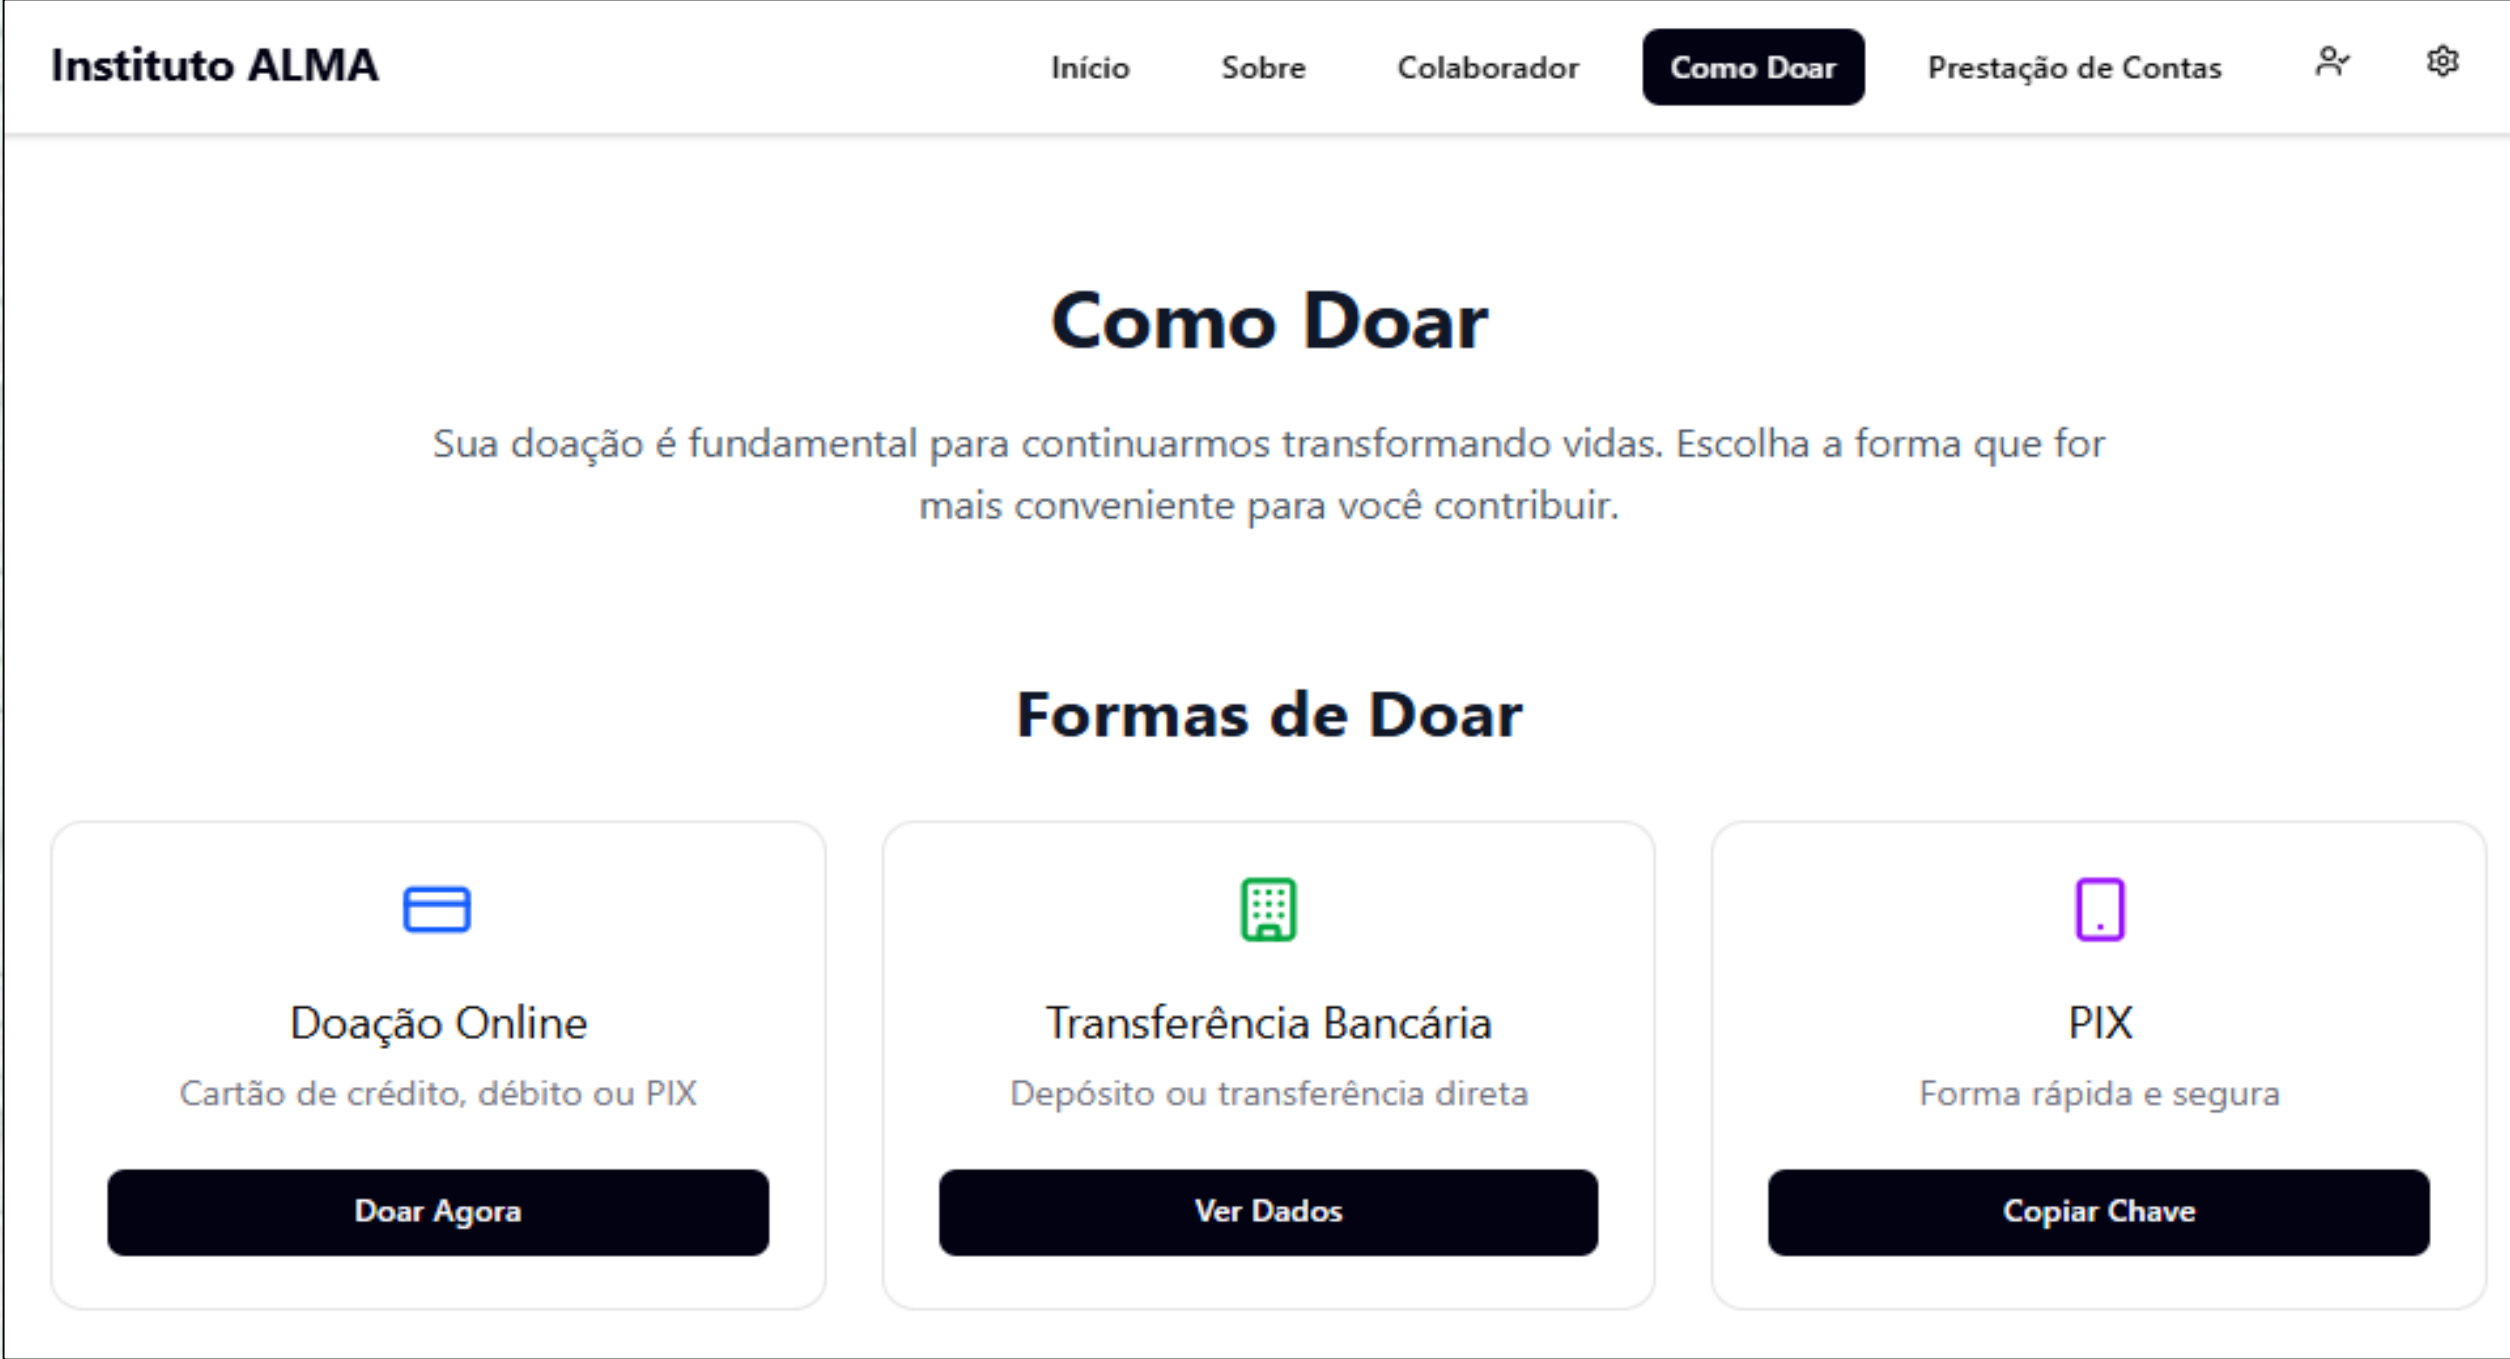 Instituto ALMA
Início
Sobre
Colaborador
Como Doar
Prestação de Contas
Como Doar
Sua doação é fundamental para continuarmos transformando vidas. Escolha a forma que for
mais conveniente para você contribuir.
Formas de Doar
Doação Online
Cartão de crédito, débito ou PIX
Doar Agora
Transferência Bancária
Depósito ou transferência direta
Ver Dados
PIX
Forma rápida e segura
Copiar Chave